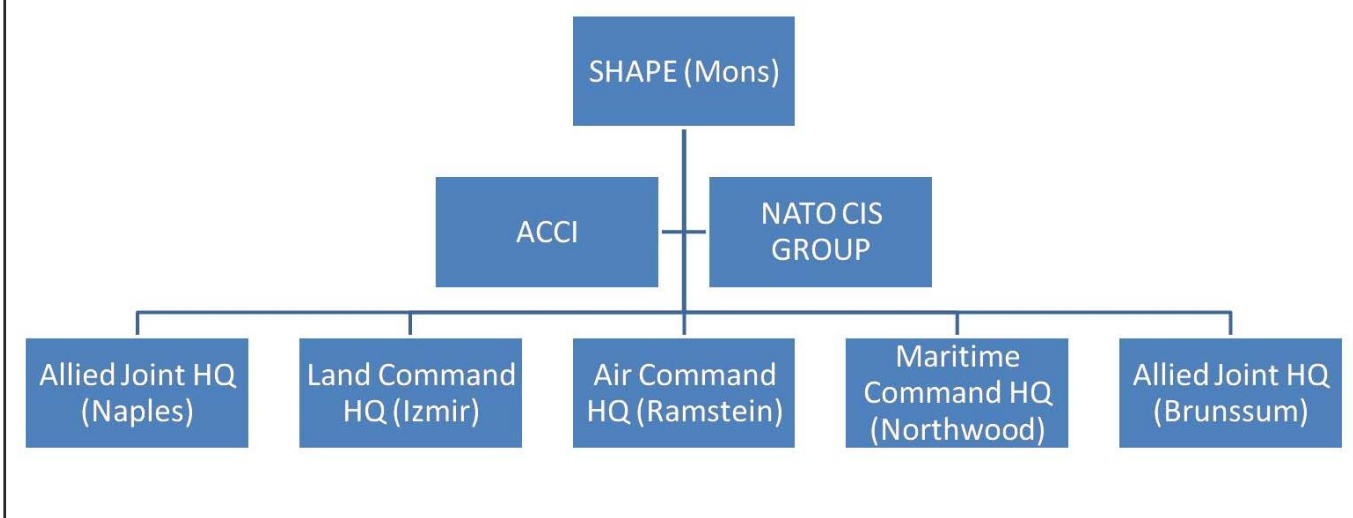 SHAPE (Mons)
ACCI
NATO CIS
GROUP
Allied Joint HQ
(Naples)
Land Command
HQ (Izmir)
Air Command
HQ (Ramstein)
Maritime
Command HQ
(Northwood)
Allied Joint HQ
(Brunssum)